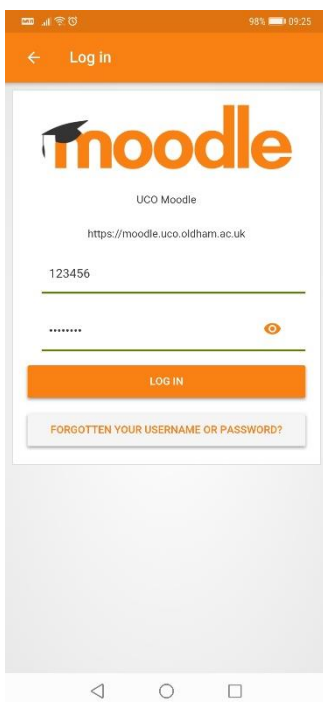 98% 09:25
Log in
moodle
UCO Moodle
https://moodle.uco.oldham.ac.uk
123456
••••••••
LOG IN
FORGOTTEN YOUR USERNAME OR PASSWORD?